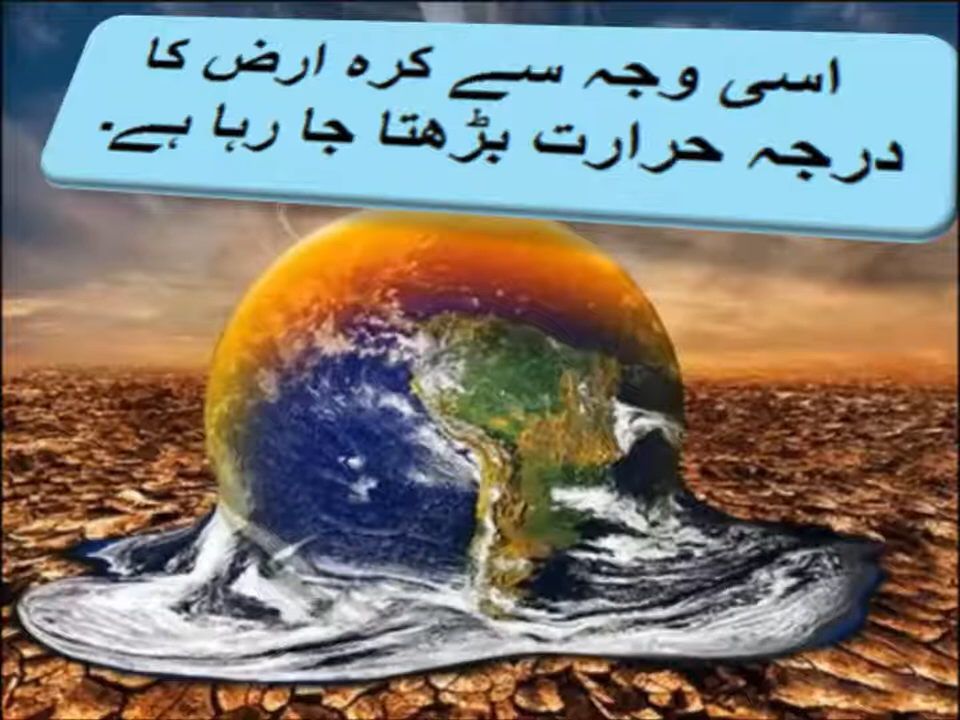 اسی وجہ سے کرہ ارض کا
درجہ حرارت بڑھتا جا رہا ہے.